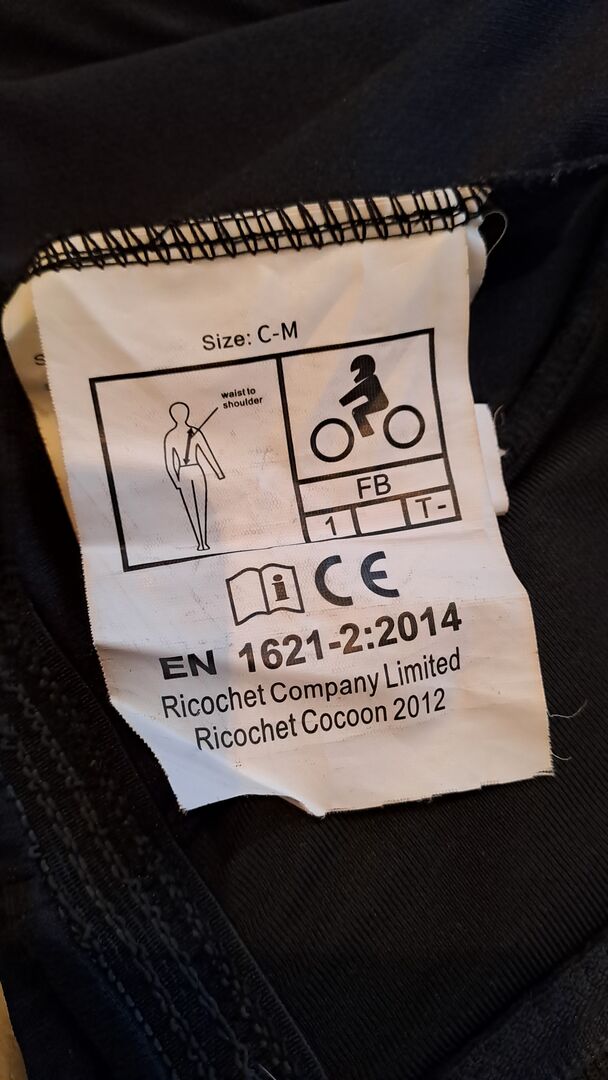 Size: C-M
waist to
shoulder
FB
1 T-
i CE
EN 1621-2:2014
Ricochet Company Limited
Ricochet Cocoon 2012